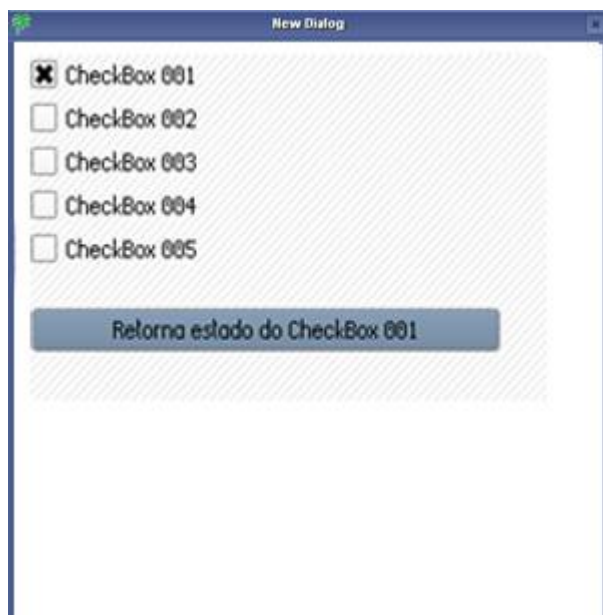 New Dialog
CheckBox 001
CheckBox 002
CheckBox 003
CheckBox 004
CheckBox 005
Retorna estado do CheckBox 001